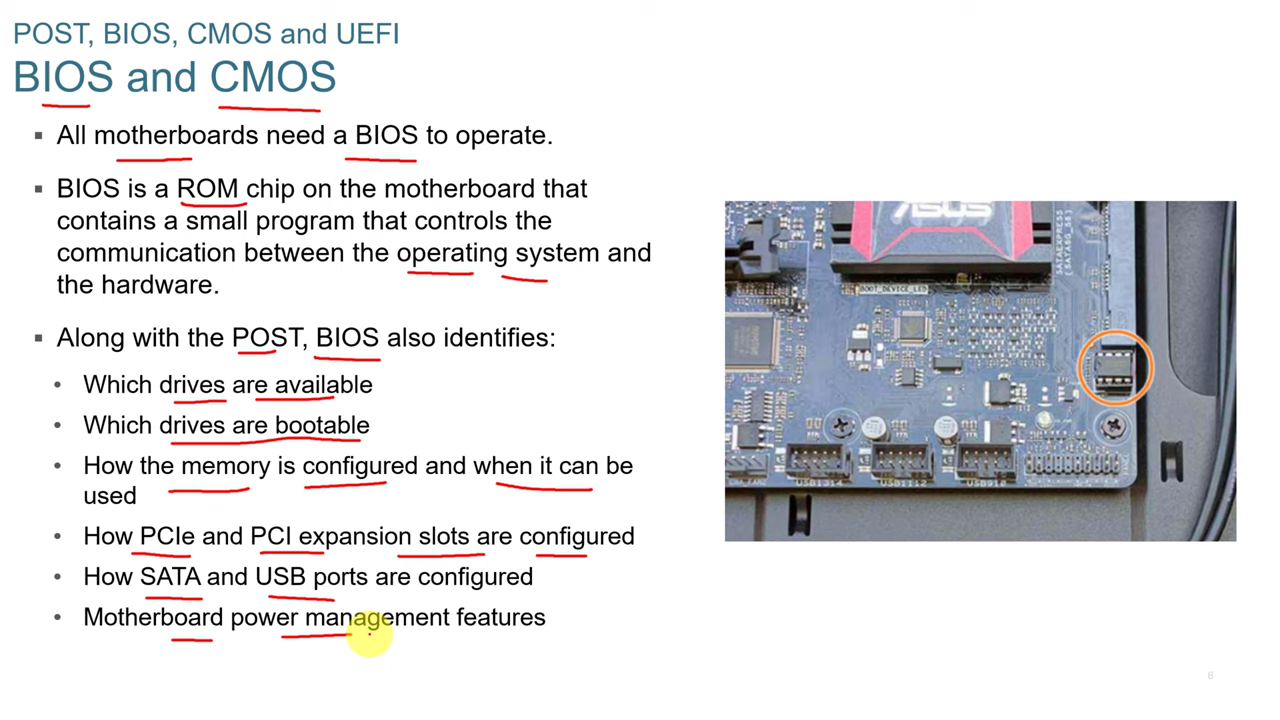 POST, BIOS, CMOS and UEFI
BIOS and CMOS
▪ All motherboards need a BIOS to operate.
▪ BIOS is a ROM chip on the motherboard that
contains a small program that controls the
communication between the operating system and
the hardware.
▪ Along with the POST, BIOS also identifies:
• Which drives are available
• Which drives are bootable
• How the memory is configured and when it can be
used
• How PCIe and PCI expansion slots are configured
• How SATA and USB ports are configured
• Motherboard power management features
ASUS
SATAEXPRESS
BOOT_DEVICE_LED
6